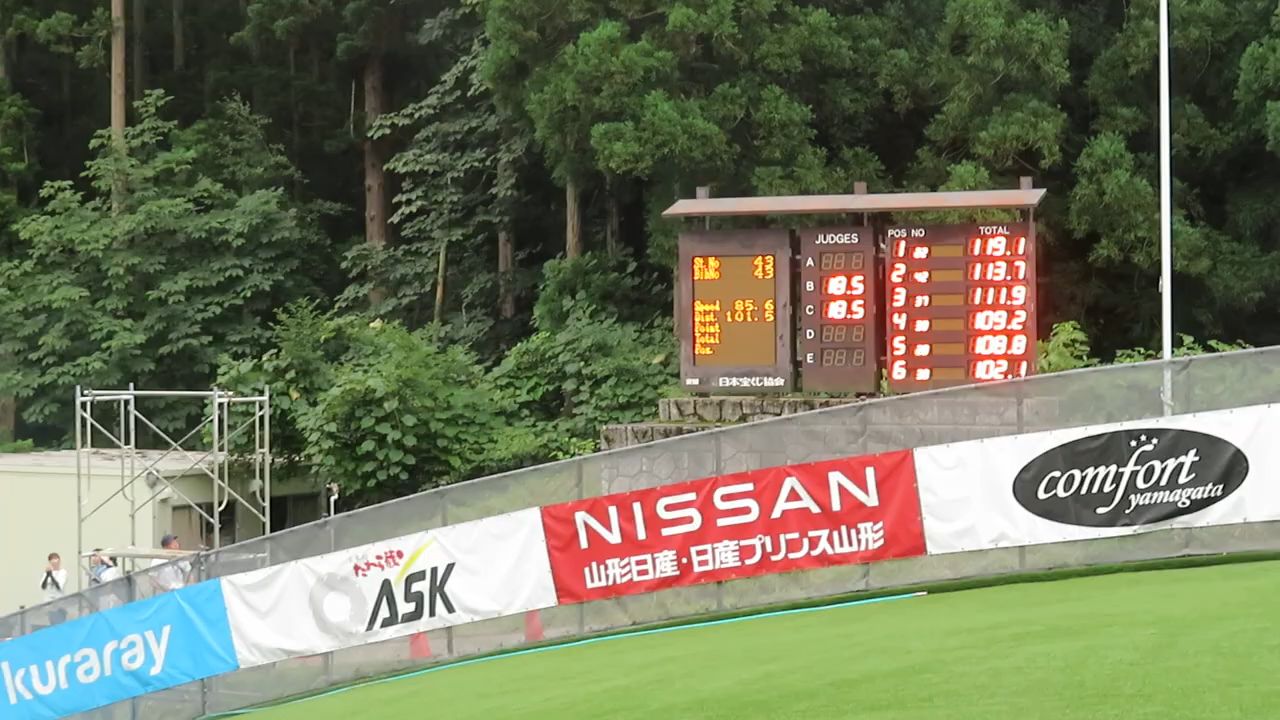 St.No 43
BibNo 43
Speed 85.6
Dist. 101.5
Point
Total
Pos.
日本宝くじ協会
JUDGES
A
B 18.5
C 18.5
D
E
POS NO TOTAL
1 119.1
2 113.7
3 111.9
4 109.2
5 108.8
6 102.1
comfort
yamagata
NISSAN
山形日産・日産プリンス山形
ASK
kuraray